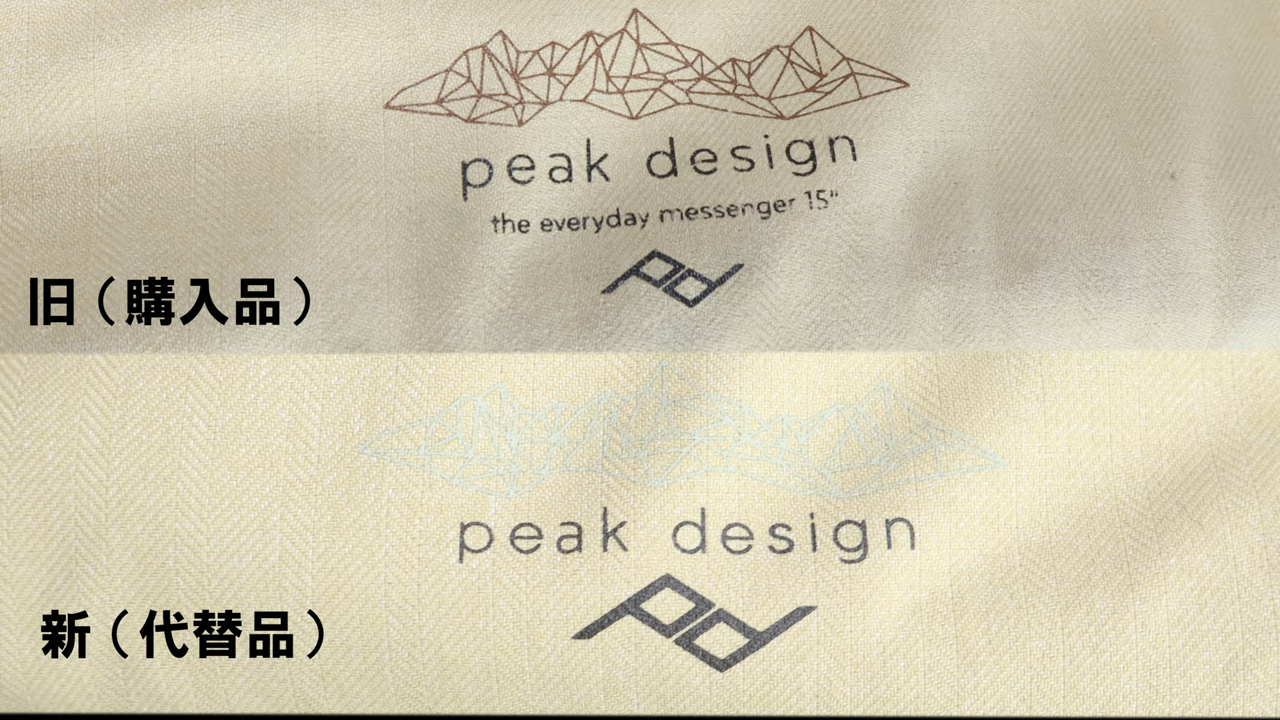 peak design
the everyday messenger 15"
pd
旧（購入品）
peak design
pd
新（代替品）